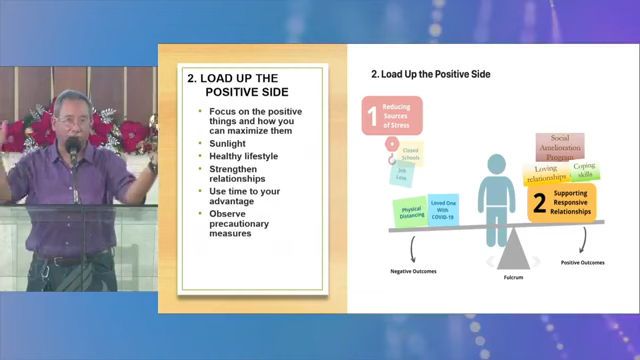 2. LOAD UP THE
POSITIVE SIDE
• Focus on the positive
things and how you
can maximize them
• Sunlight
• Healthy lifestyle
• Strengthen
relationships
• Use time to your
advantage
• Observe
precautionary
measures
2. Load Up the Positive Side
1
Reducing
Sources
of Stress
Closed
Schools
Job
Loss
Physical
Distancing
Loved One
With
COVID-19
Social
Amelioration
Program
Loving
relationships
Coping
skills
2
Supporting
Responsive
Relationships
Negative Outcomes
Fulcrum
Positive Outcomes